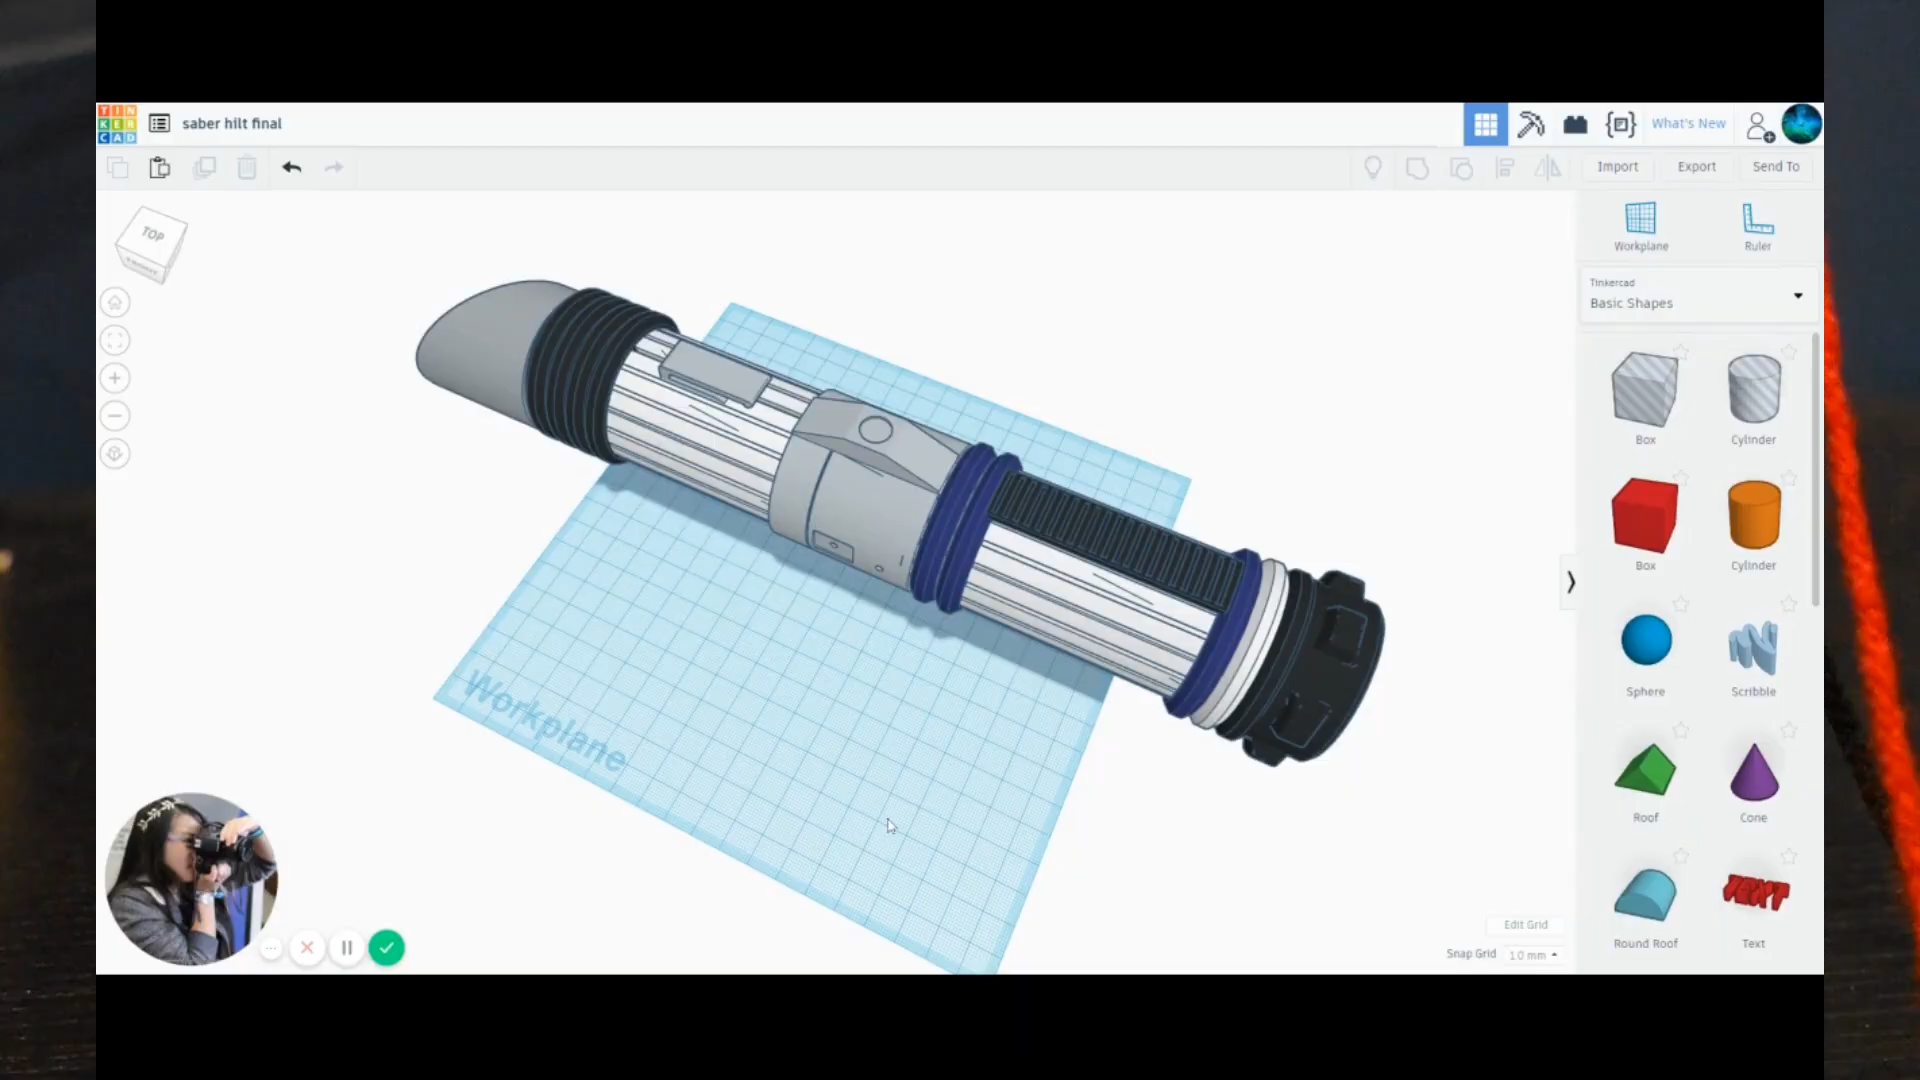 TIN
KER
CAD
saber hilt final
What's New
Import
Export
Send To
TOP
Workplane
Ruler
Tinkercad
Basic Shapes
Box
Cylinder
Box
Cylinder
Sphere
Scribble
Roof
Cone
TEXT
Round Roof
Text
Workplane
Edit Grid
Snap Grid
1.0 mm